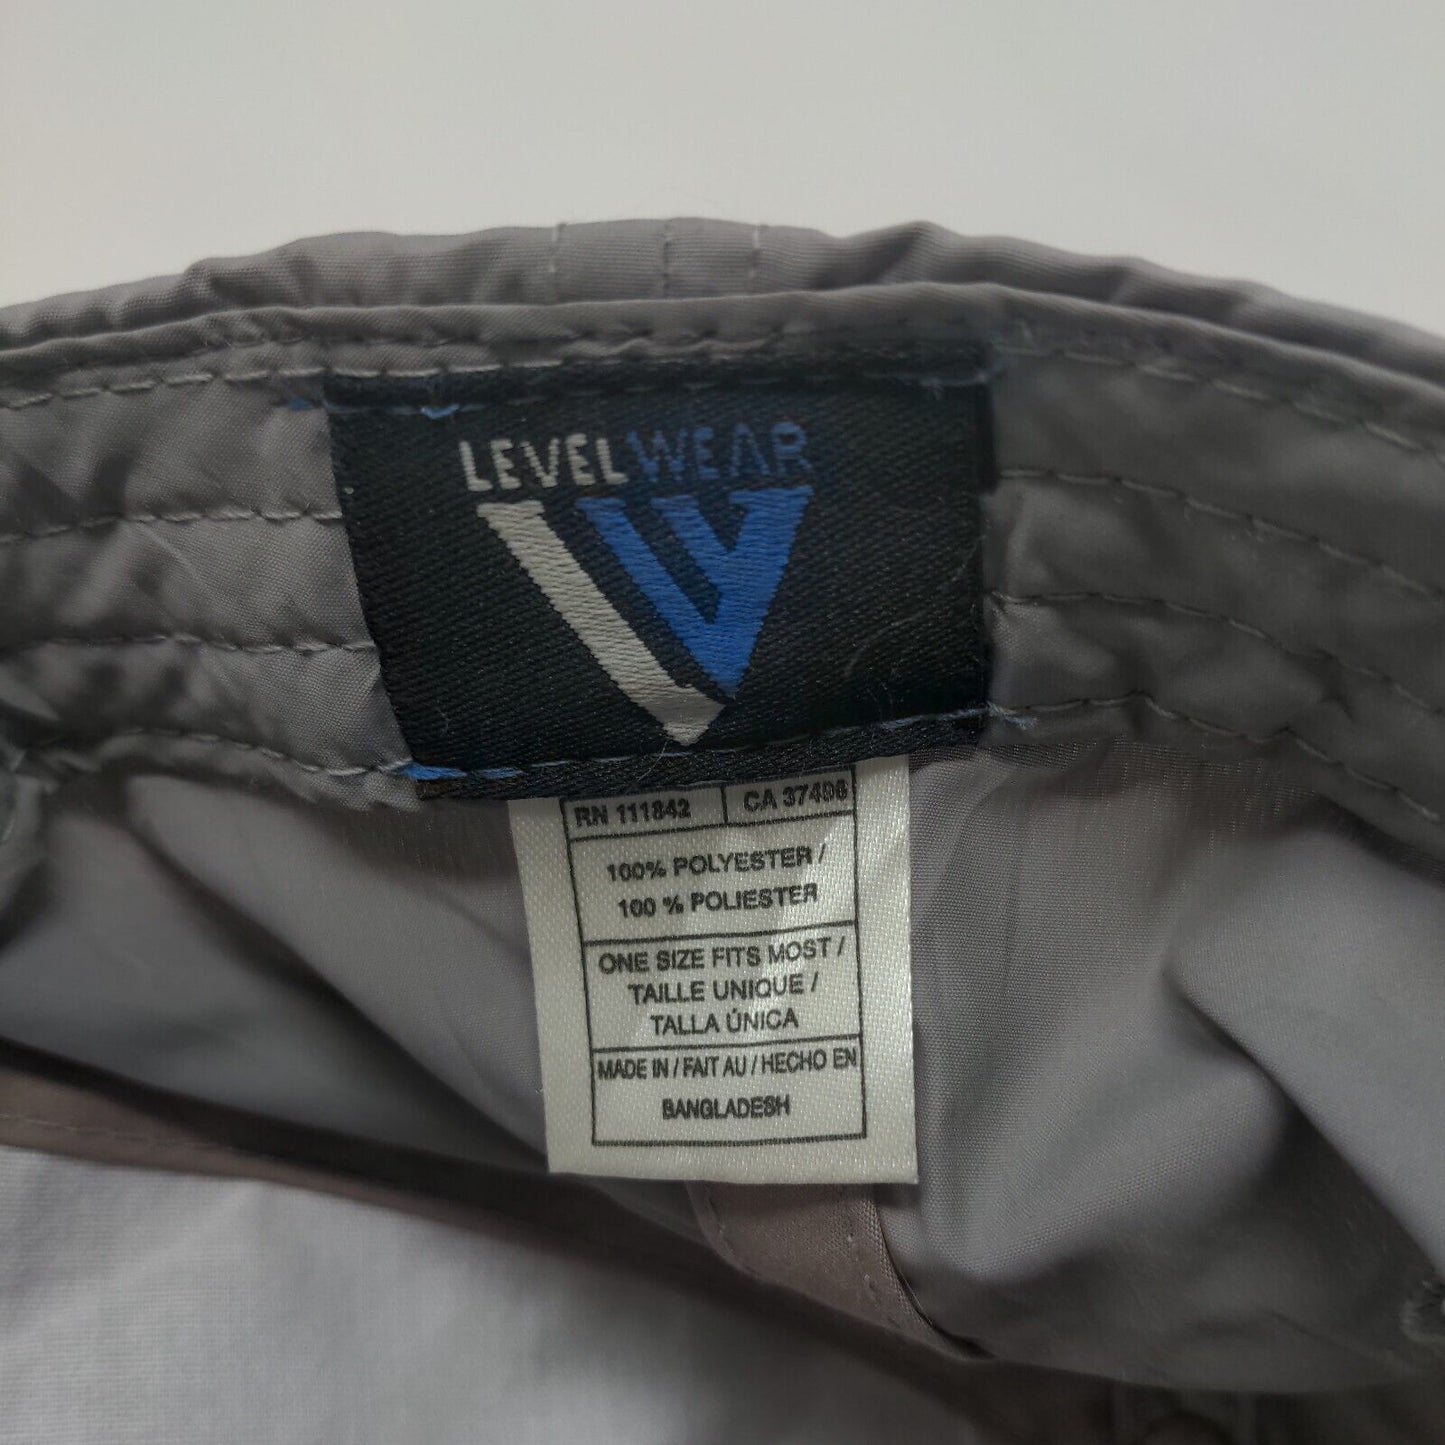 LEVELWEAR
RN 111842 CA 37408
100% POLYESTER /
100 % POLIESTER
ONE SIZE FITS MOST /
TAILLE UNIQUE /
TALLA ÚNICA
MADE IN / FAIT AU / HECHO EN
BANGLADESH